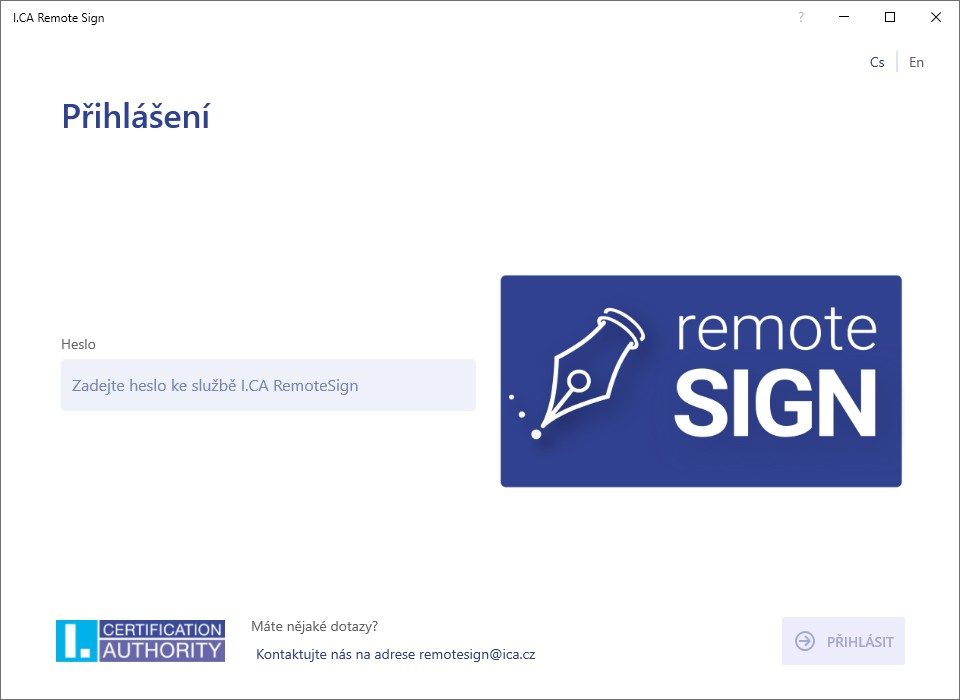 I.CA Remote Sign
?
Cs
En
Přihlášení
Heslo
Zadejte heslo ke službě I.CA RemoteSign
remote
SIGN
I.
CERTIFICATION
AUTHORITY
Máte nějaké dotazy?
Kontaktujte nás na adrese remotesign@ica.cz
PŘIHLÁSIT